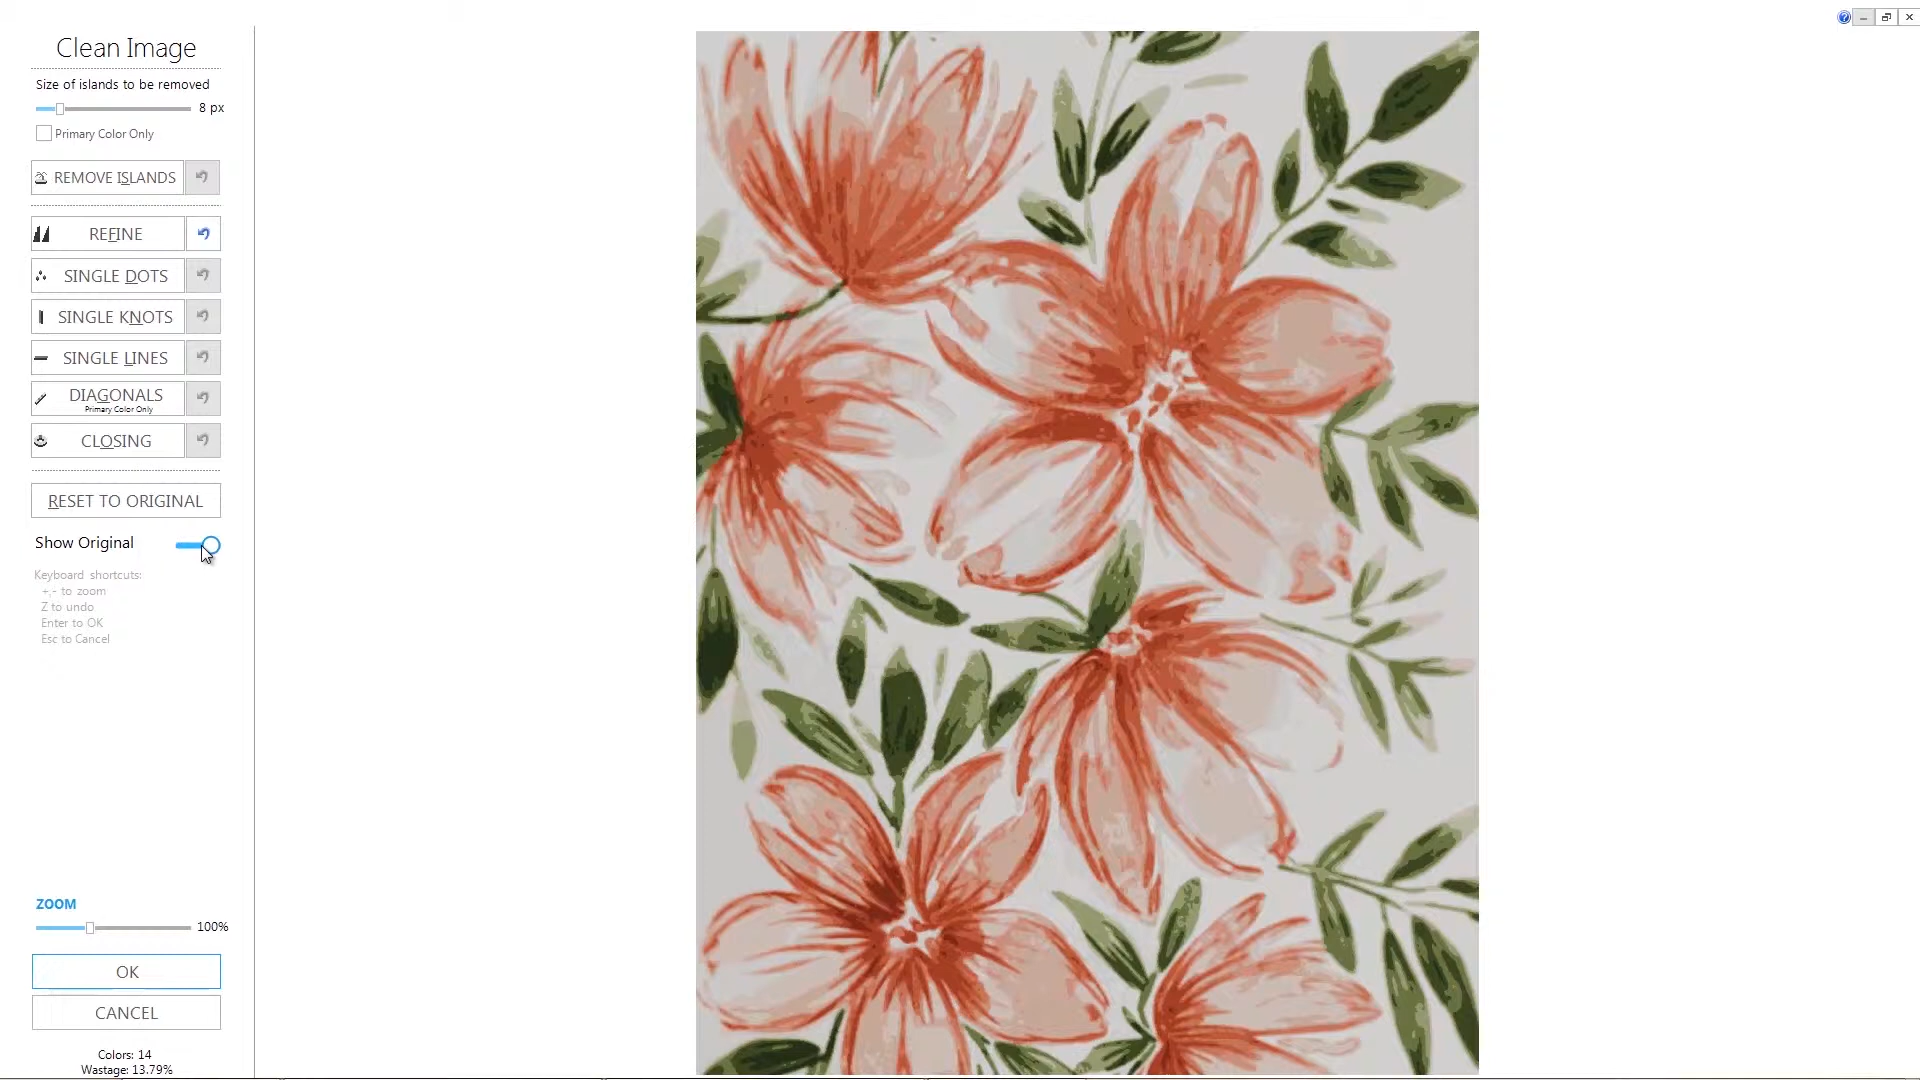 Clean Image
Size of islands to be removed
8 px
Primary Color Only
REMOVE ISLANDS
REFINE
SINGLE DOTS
SINGLE KNOTS
SINGLE LINES
DIAGONALS
Primary Color Only
CLOSING
RESET TO ORIGINAL
Show Original
Keyboard shortcuts:
+,- to zoom
Z to undo
Enter to OK
Esc to Cancel
ZOOM
100%
OK
CANCEL
Colors: 14
Wastage: 13.79%